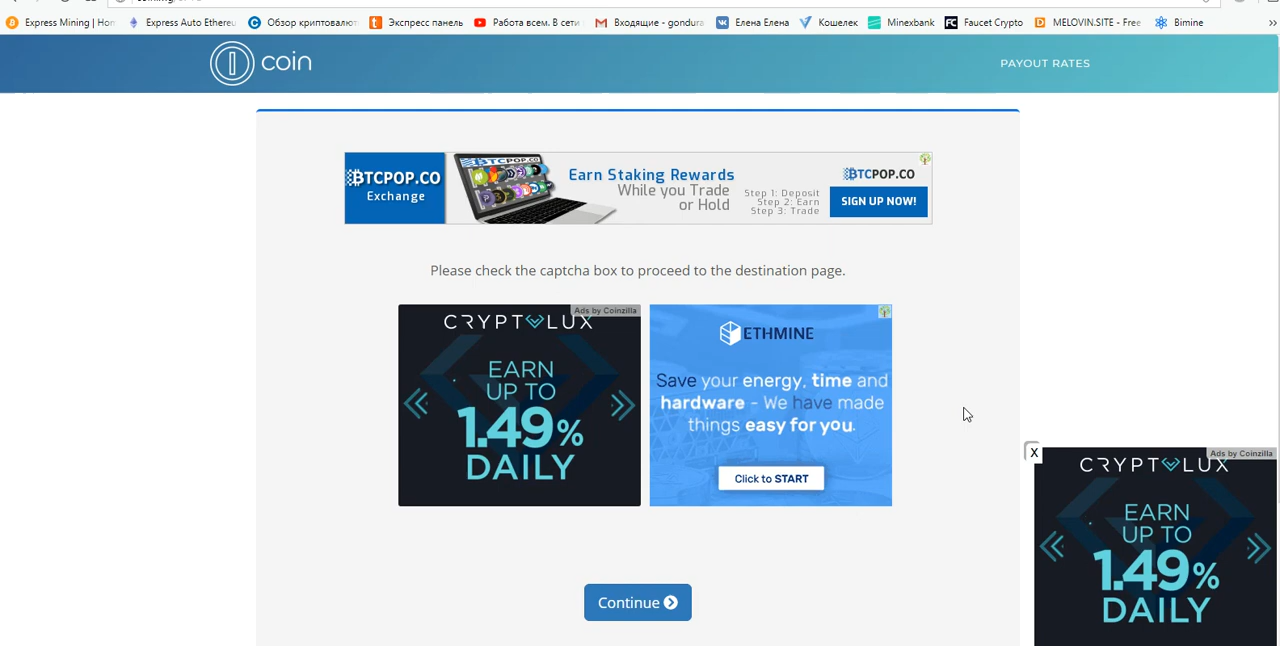 Express Mining | Hom
Express Auto Ethereu
Обзор криптовалют
Экспресс панель
Работа всем. В сети
Входящие - gondura
Елена Елена
Кошелек
Minexbank
Faucet Crypto
MELOVIN.SITE - Free
Bimine
coin
PAYOUT RATES
BTCPOP.CO
Exchange
BTCPOP.CO
Earn Staking Rewards
While you Trade
or Hold
Step 1: Deposit
Step 2: Earn
Step 3: Trade
BTCPOP.CO
SIGN UP NOW!
Please check the captcha box to proceed to the destination page.
Ads by Coinzilla
CRYPTOLUX
EARN
UP TO
1.49%
DAILY
ETHMINE
Save your energy, time and
hardware - We have made
things easy for you.
Click to START
Continue
X
Ads by Coinzilla
CRYPTOLUX
EARN
UP TO
1.49%
DAILY